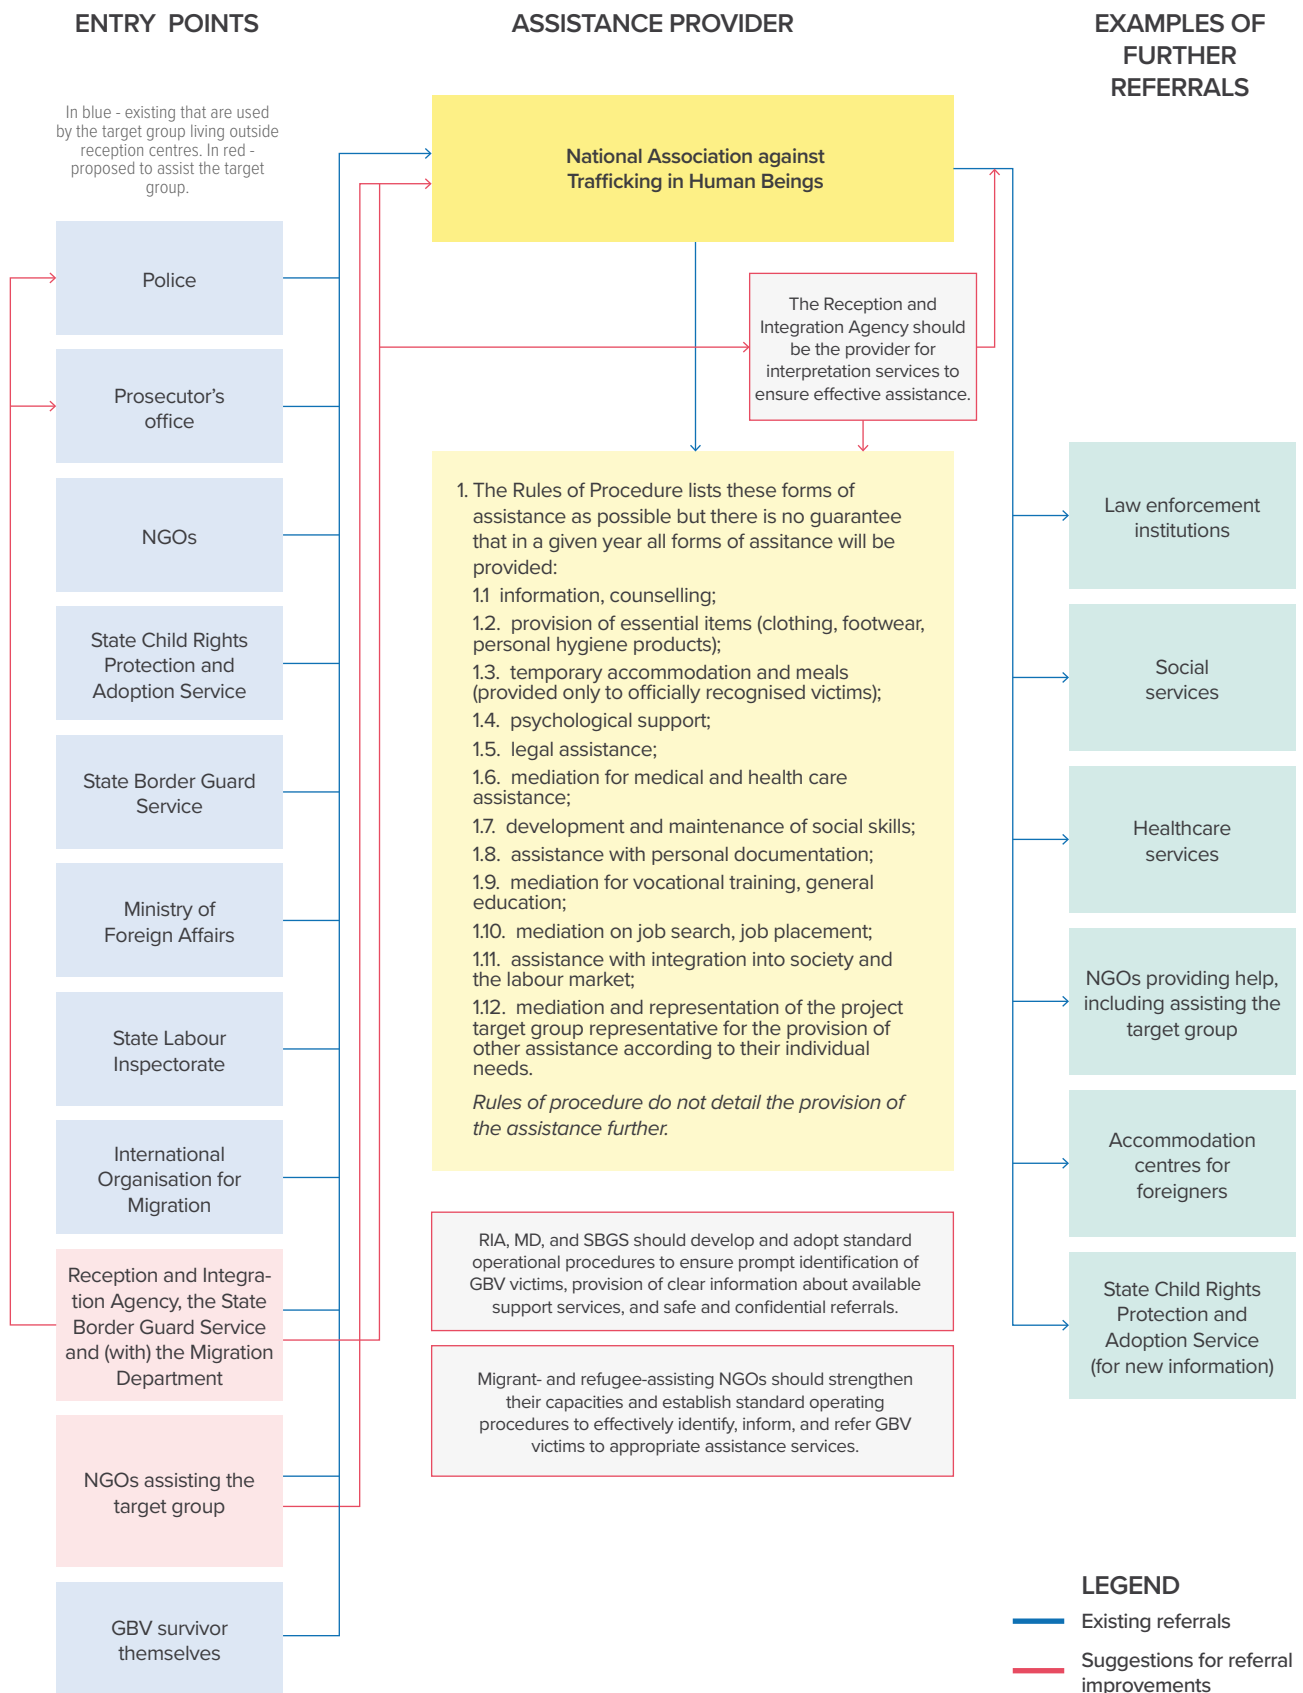 ENTRY POINTS
In blue - existing that are used
by the target group living outside
reception centres. In red -
proposed to assist the target
group.
Police
Prosecutor's
office
NGOs
State Child Rights
Protection and
Adoption Service
State Border Guard
Service
Ministry of
Foreign Affairs
State Labour
Inspectorate
International
Organisation for
Migration
Reception and Integra-
tion Agency, the State
Border Guard Service
and (with) the Migration
Department
NGOs assisting the
target group
GBV survivor
themselves
ASSISTANCE PROVIDER
National Association against
Trafficking in Human Beings
The Reception and
Integration Agency should
be the provider for
interpretation services to
ensure effective assistance.
1. The Rules of Procedure lists these forms of
assistance as possible but there is no guarantee
that in a given year all forms of assitance will be
provided:
1.1 information, counselling;
1.2. provision of essential items (clothing, footwear,
personal hygiene products);
1.3. temporary accommodation and meals
(provided only to officially recognised victims);
1.4. psychological support;
1.5. legal assistance;
1.6. mediation for medical and health care
assistance;
1.7. development and maintenance of social skills;
1.8. assistance with personal documentation;
1.9. mediation for vocational training, general
education;
1.10. mediation on job search, job placement;
1.11. assistance with integration into society and
the labour market;
1.12. mediation and representation of the project
target group representative for the provision of
other assistance according to their individual
needs.
Rules of procedure do not detail the provision of
the assistance further.
RIA, MD, and SBGS should develop and adopt standard
operational procedures to ensure prompt identification of
GBV victims, provision of clear information about available
support services, and safe and confidential referrals.
Migrant- and refugee-assisting NGOs should strengthen
their capacities and establish standard operating
procedures to effectively identify, inform, and refer GBV
victims to appropriate assistance services.
EXAMPLES OF
FURTHER
REFERRALS
Law enforcement
institutions
Social
services
Healthcare
services
NGOs providing help,
including assisting the
target group
Accommodation
centres for
foreigners
State Child Rights
Protection and
Adoption Service
(for new information)
LEGEND
Existing referrals
Suggestions for referral
improvements